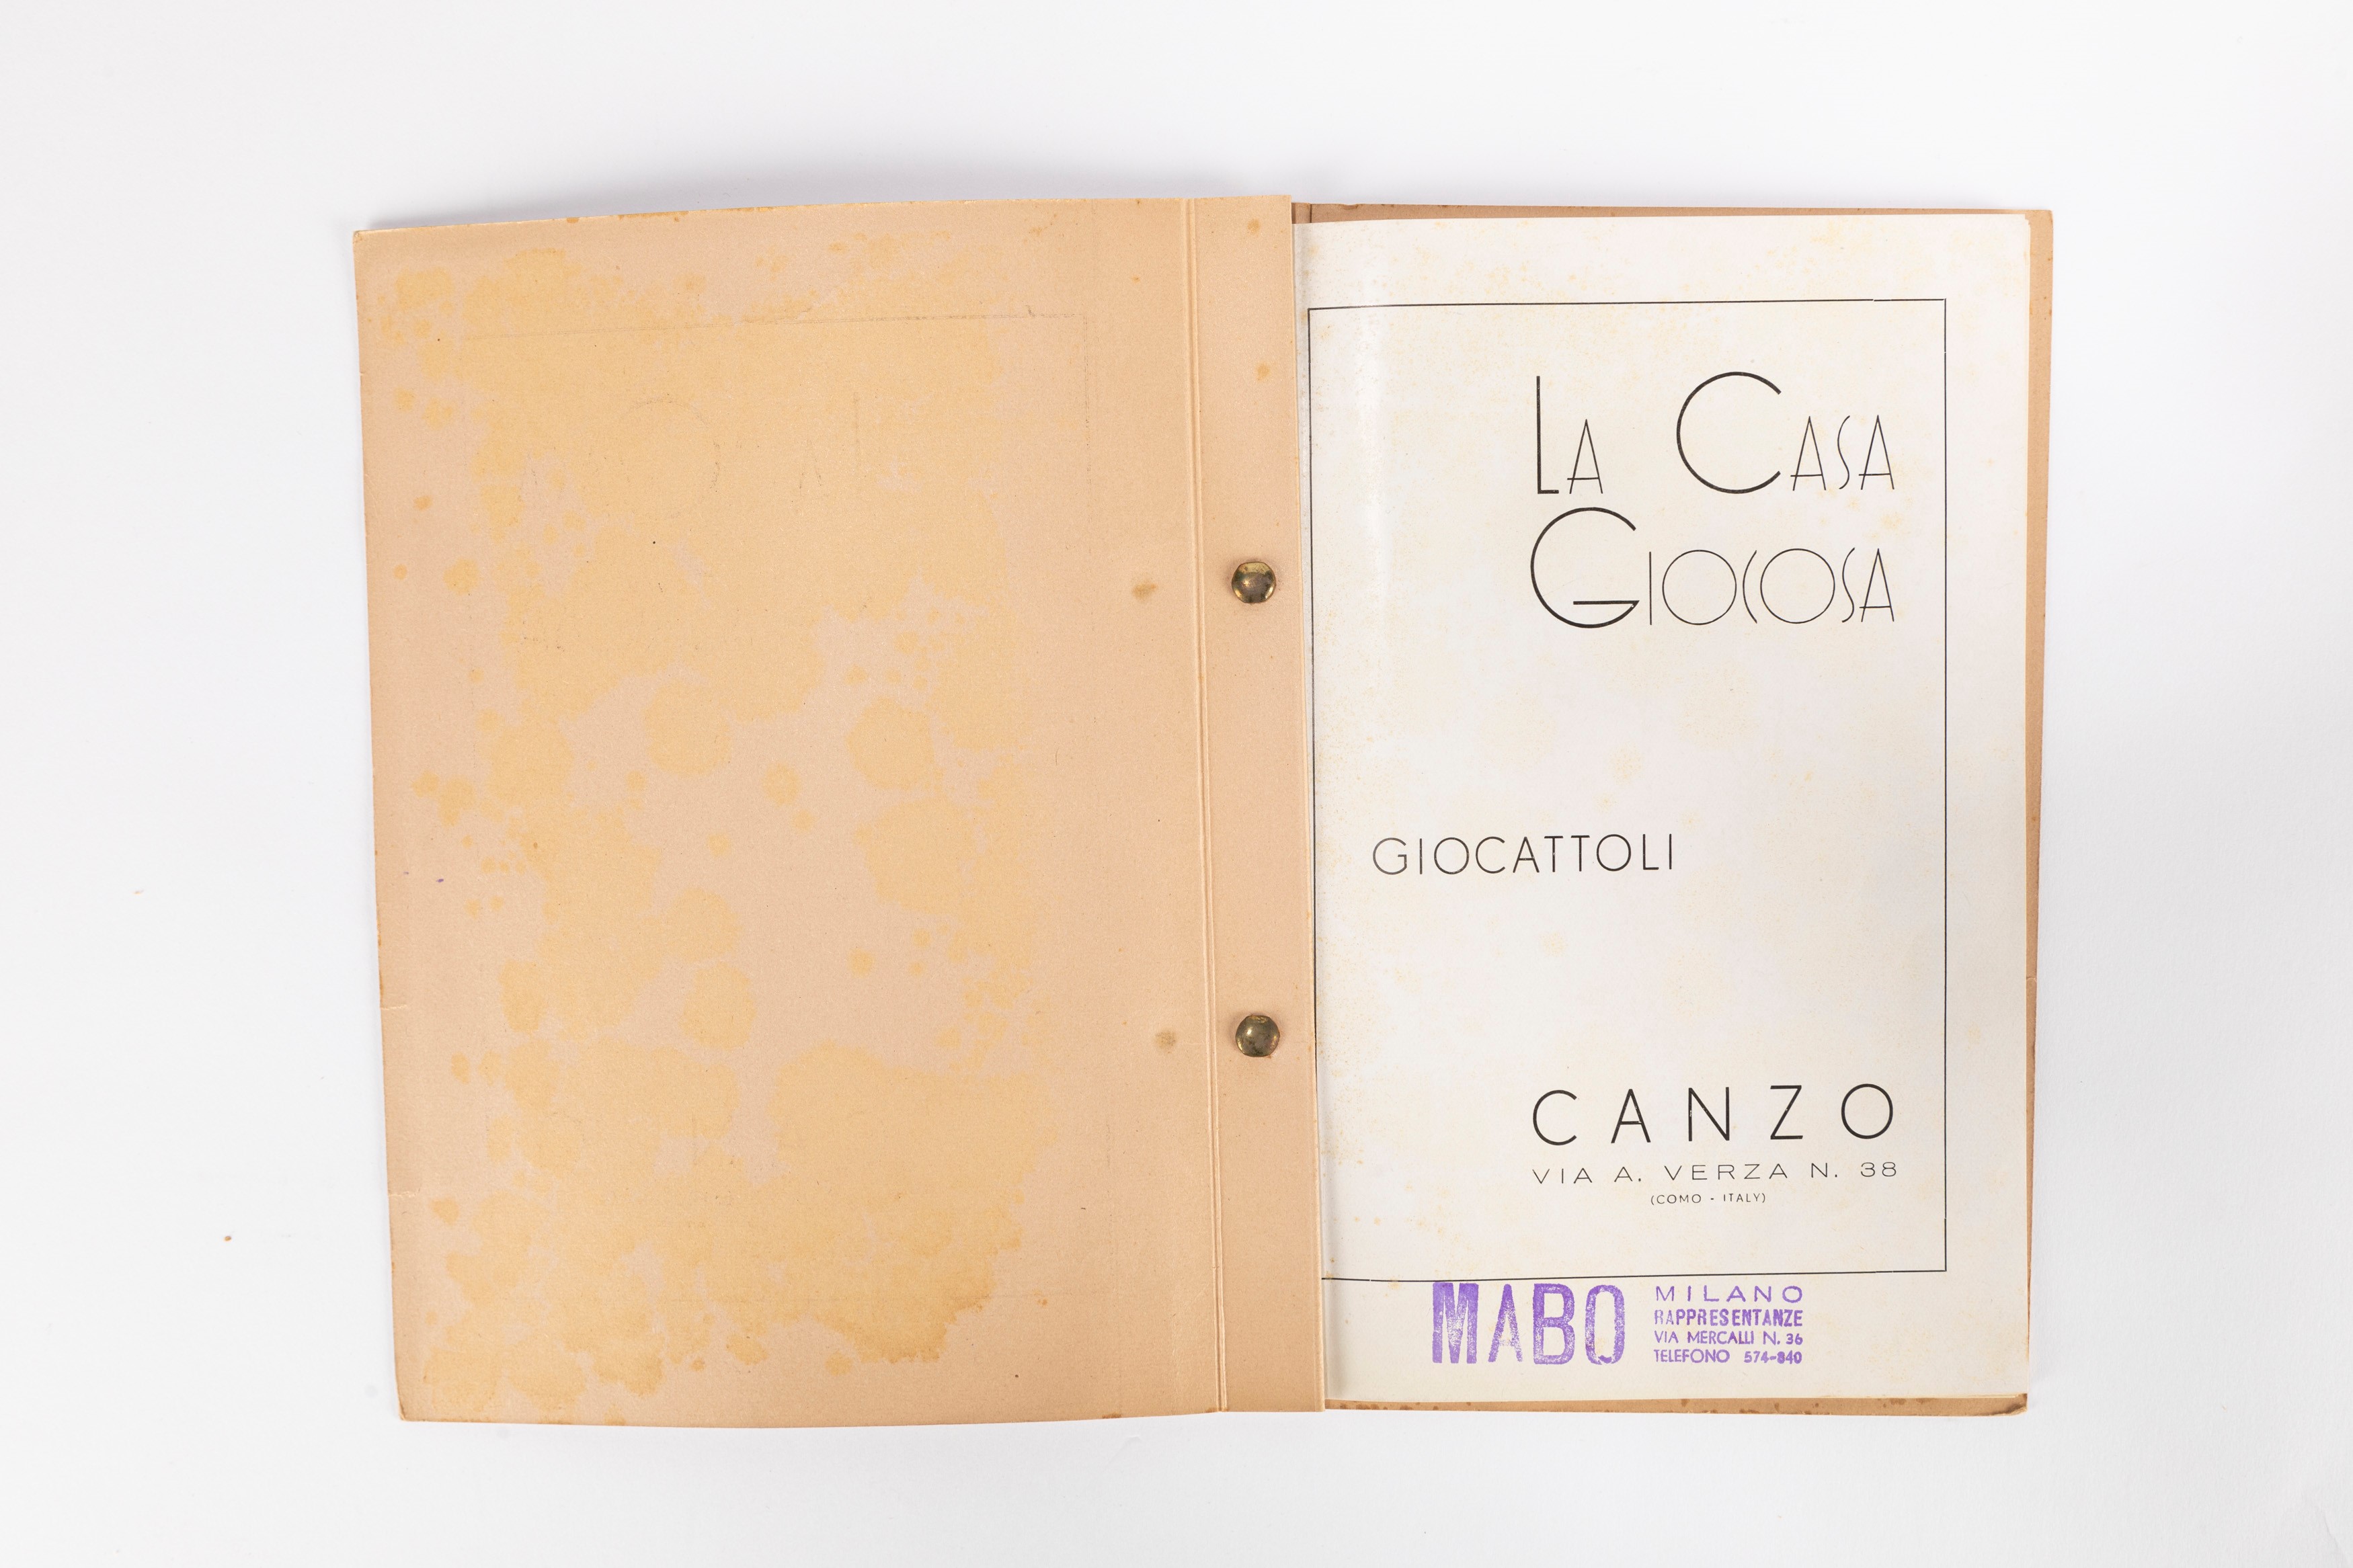 LA CASA
GIOCOSA
GIOCATTOLI
CANZO
VIA A. VERZA N. 38
(COMO - ITALY)
MABO
MILANO
RAPPRESENTANZE
VIA MERCALLI N. 36
TELEFONO 574-840